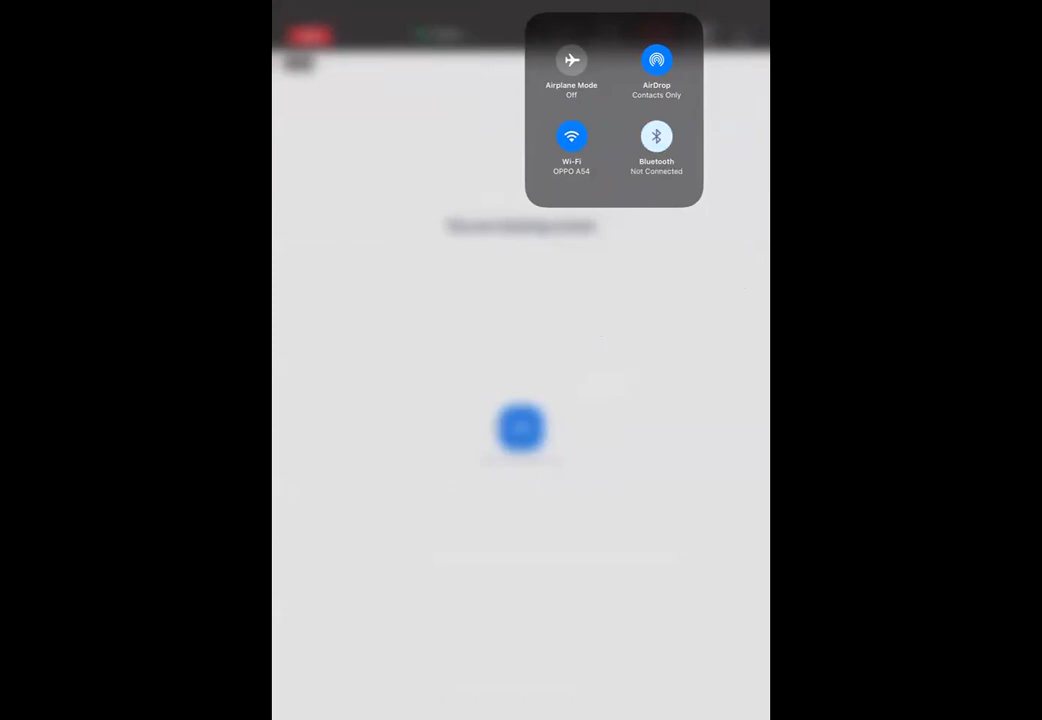 Airplane Mode
Off
AirDrop
Contacts Only
Wi-Fi
OPPO A54
Bluetooth
Not Connected